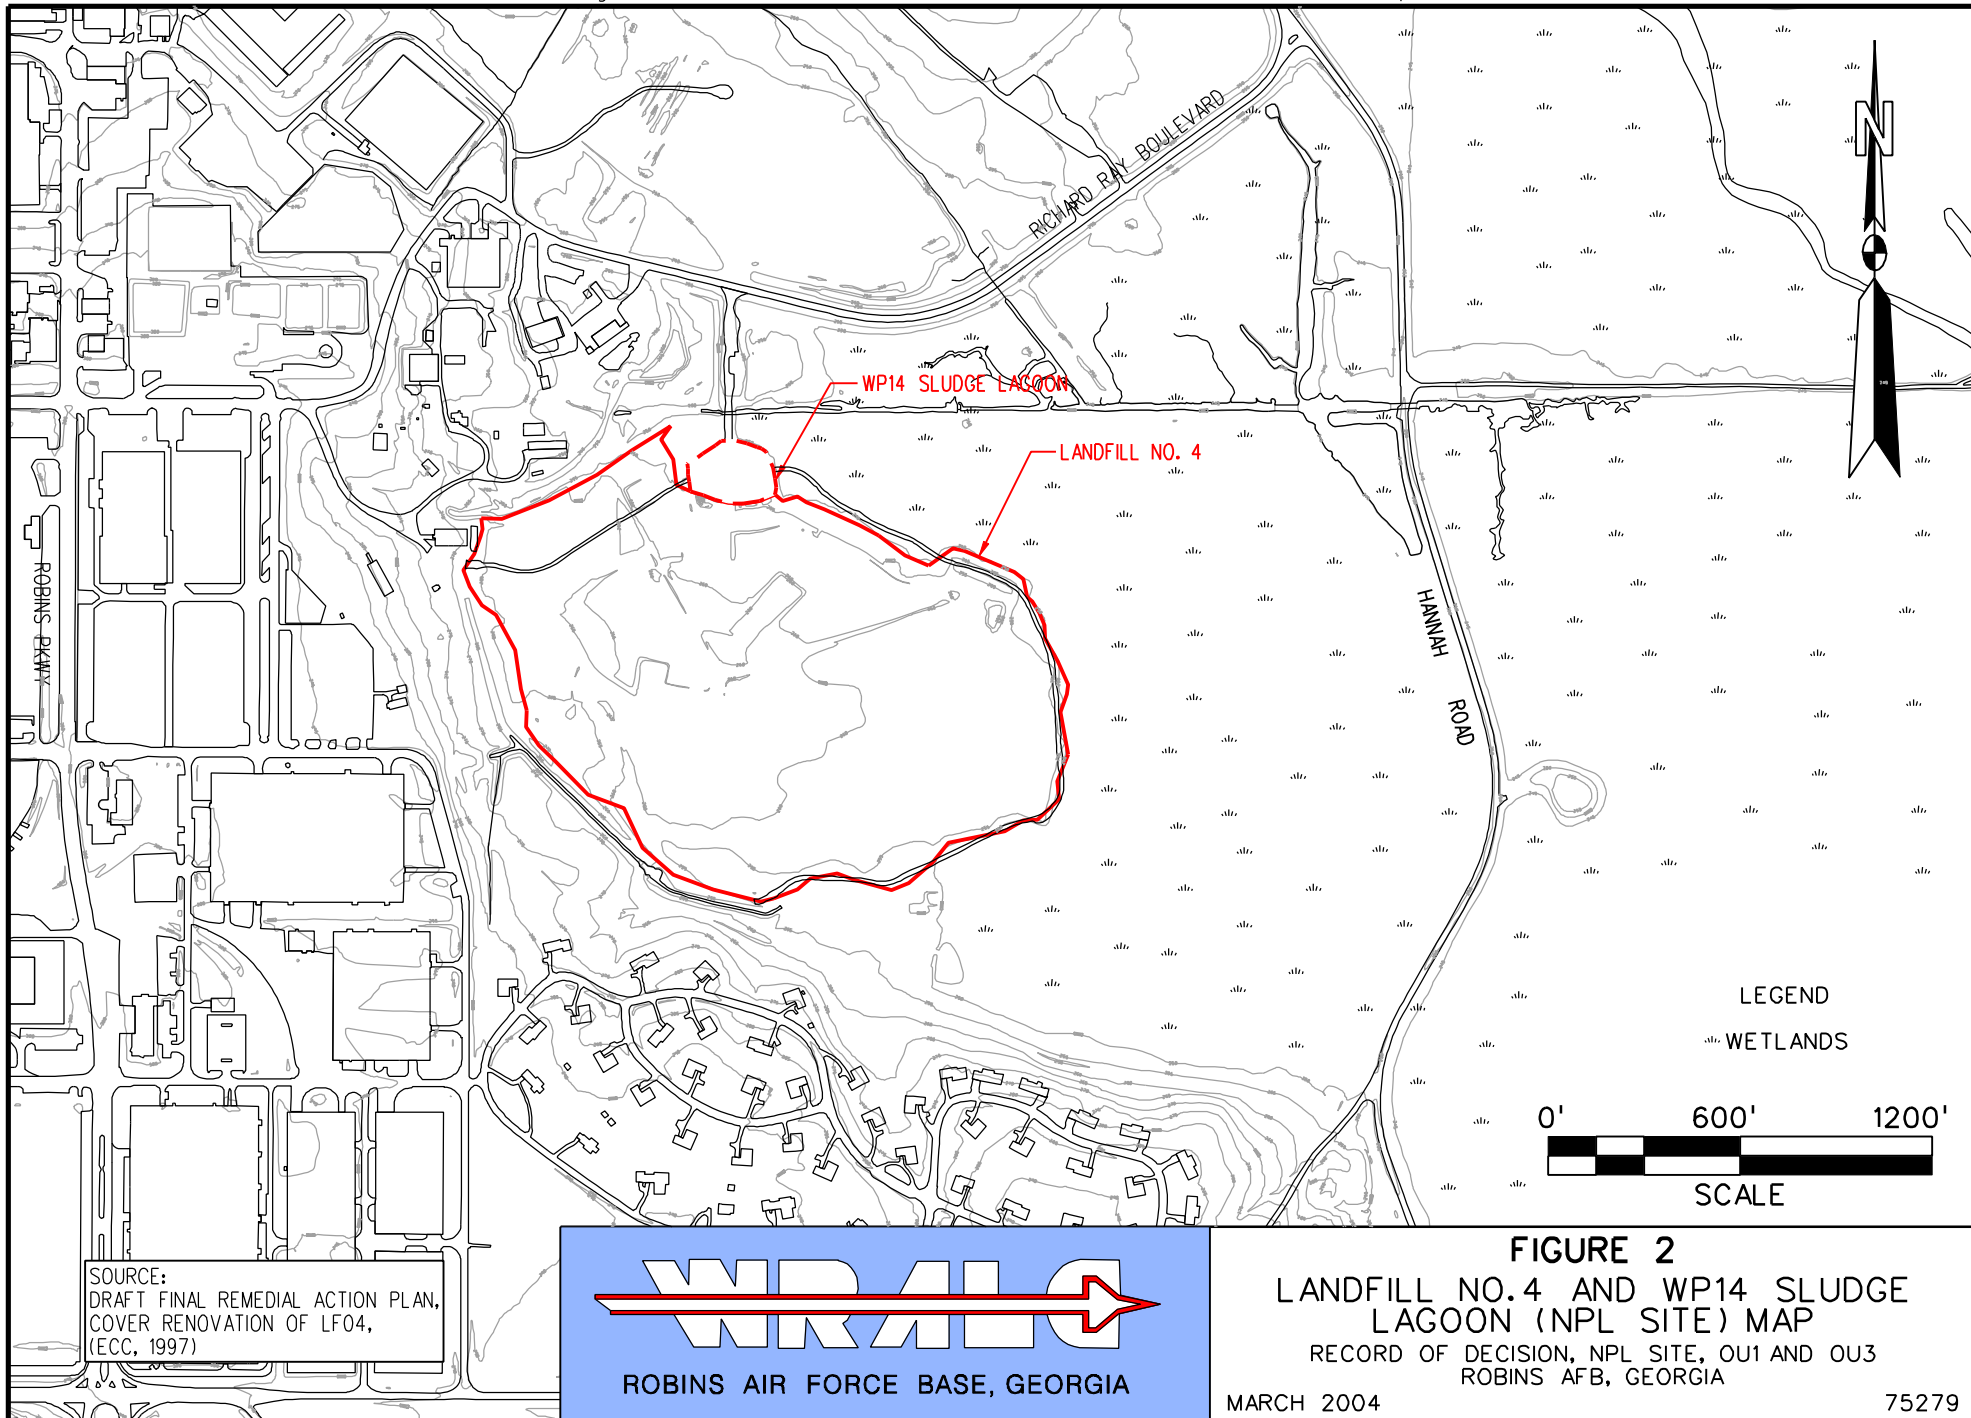 RICHARD RAY BOULEVARD
N
WP14 SLUDGE LAGOON
LANDFILL NO. 4
ROBINS PKWY
HANNAH ROAD
LEGEND
WETLANDS
0' 600' 1200'
SCALE
SOURCE:
DRAFT FINAL REMEDIAL ACTION PLAN,
COVER RENOVATION OF LF04,
(ECC, 1997)
WRALC
ROBINS AIR FORCE BASE, GEORGIA
FIGURE 2
LANDFILL NO.4 AND WP14 SLUDGE
LAGOON (NPL SITE) MAP
RECORD OF DECISION, NPL SITE, OU1 AND OU3
ROBINS AFB, GEORGIA
MARCH 2004 75279